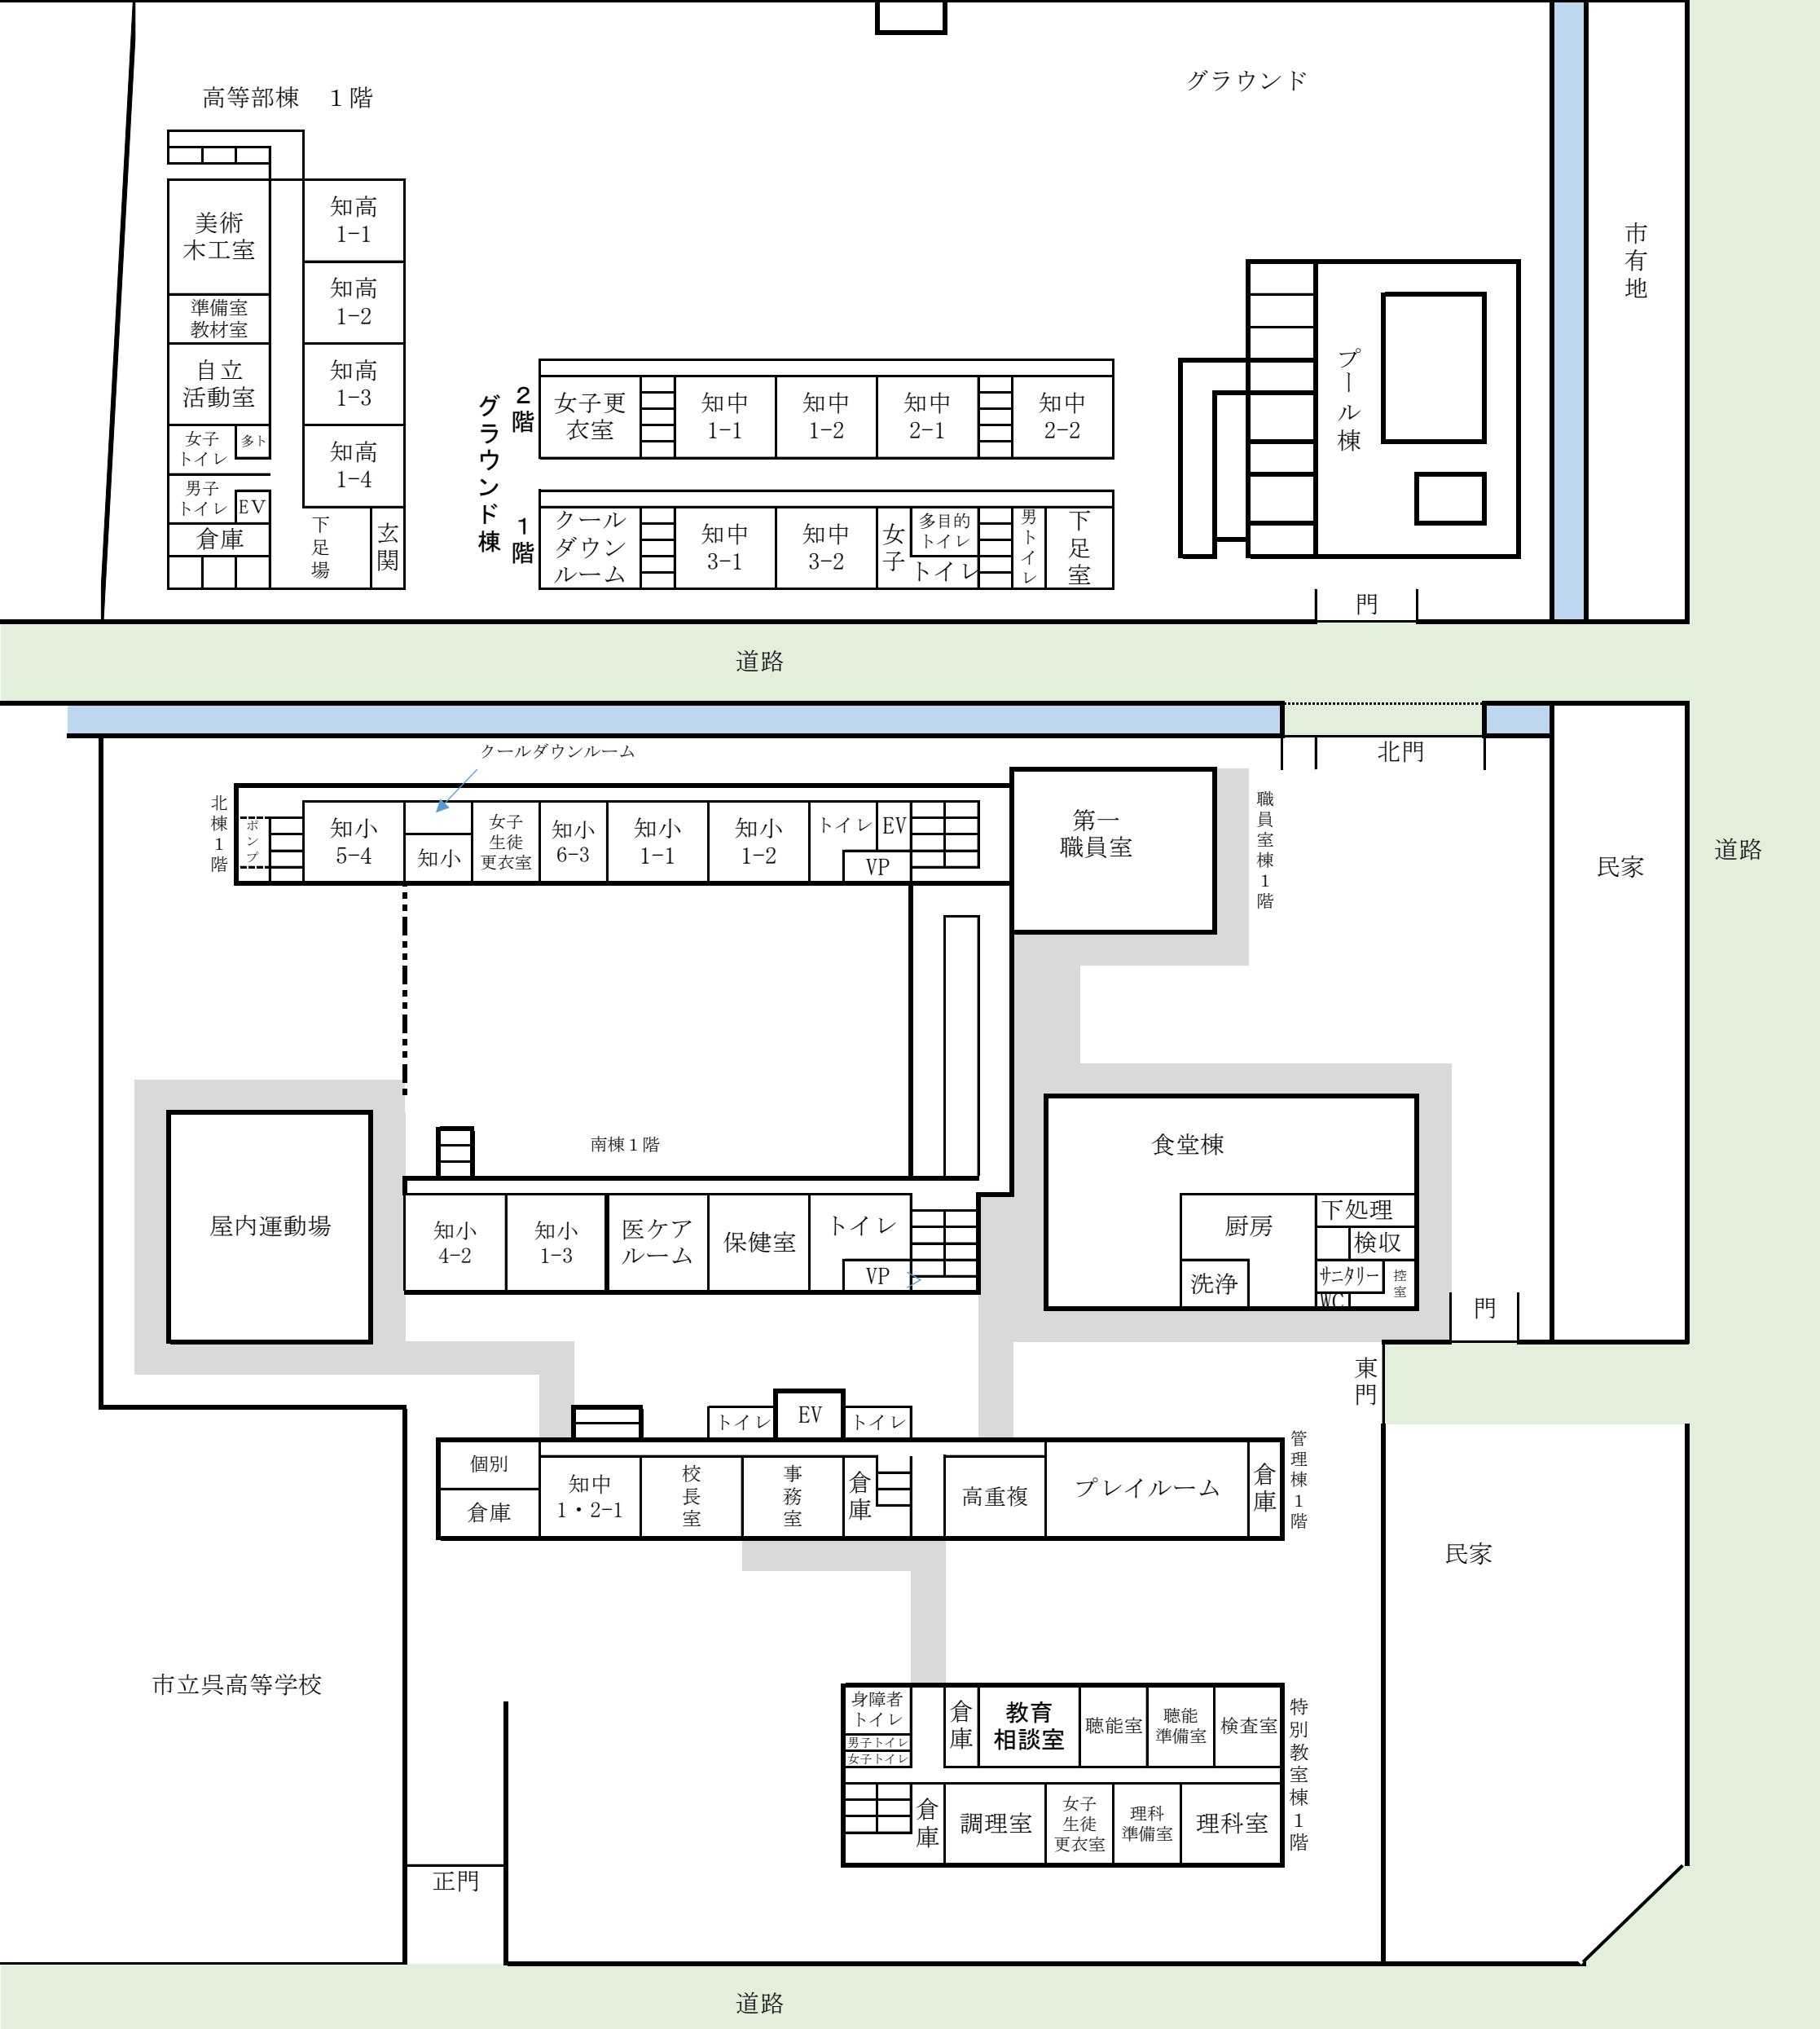 グラウンド
高等部棟　１階
美術
木工室
準備室
教材室
自立
活動室
女子
トイレ
多ト
男子
トイレ
EV
倉庫
下足場
玄関
知高
1-1
知高
1-2
知高
1-3
知高
1-4
グラウンド棟
２階
女子更
衣室
知中
1-1
知中
1-2
知中
2-1
知中
2-2
１階
クール
ダウン
ルーム
知中
3-1
知中
3-2
女子
トイレ
多目的
トイレ
男トイレ
下足室
プール棟
市有地
門
道路
北門
クールダウンルーム
北棟１階
ポンプ
知小
5-4
知小
女子
生徒
更衣室
知小
6-3
知小
1-1
知小
1-2
トイレ
EV
VP
第一
職員室
職員室棟１階
民家
道路
屋内運動場
南棟１階
知小
4-2
知小
1-3
医ケア
ルーム
保健室
トイレ
VP
食堂棟
厨房
洗浄
下処理
検収
サニタリー
WC
控室
門
東門
トイレ
EV
トイレ
個別
倉庫
知中
1・2-1
校長室
事務室
倉庫
高重複
プレイルーム
倉庫
管理棟１階
民家
市立呉高等学校
身障者
トイレ
男子トイレ
女子トイレ
倉庫
教育
相談室
聴能室
聴能
準備室
検査室
倉庫
調理室
女子
生徒
更衣室
理科
準備室
理科室
特別教室棟１階
正門
道路